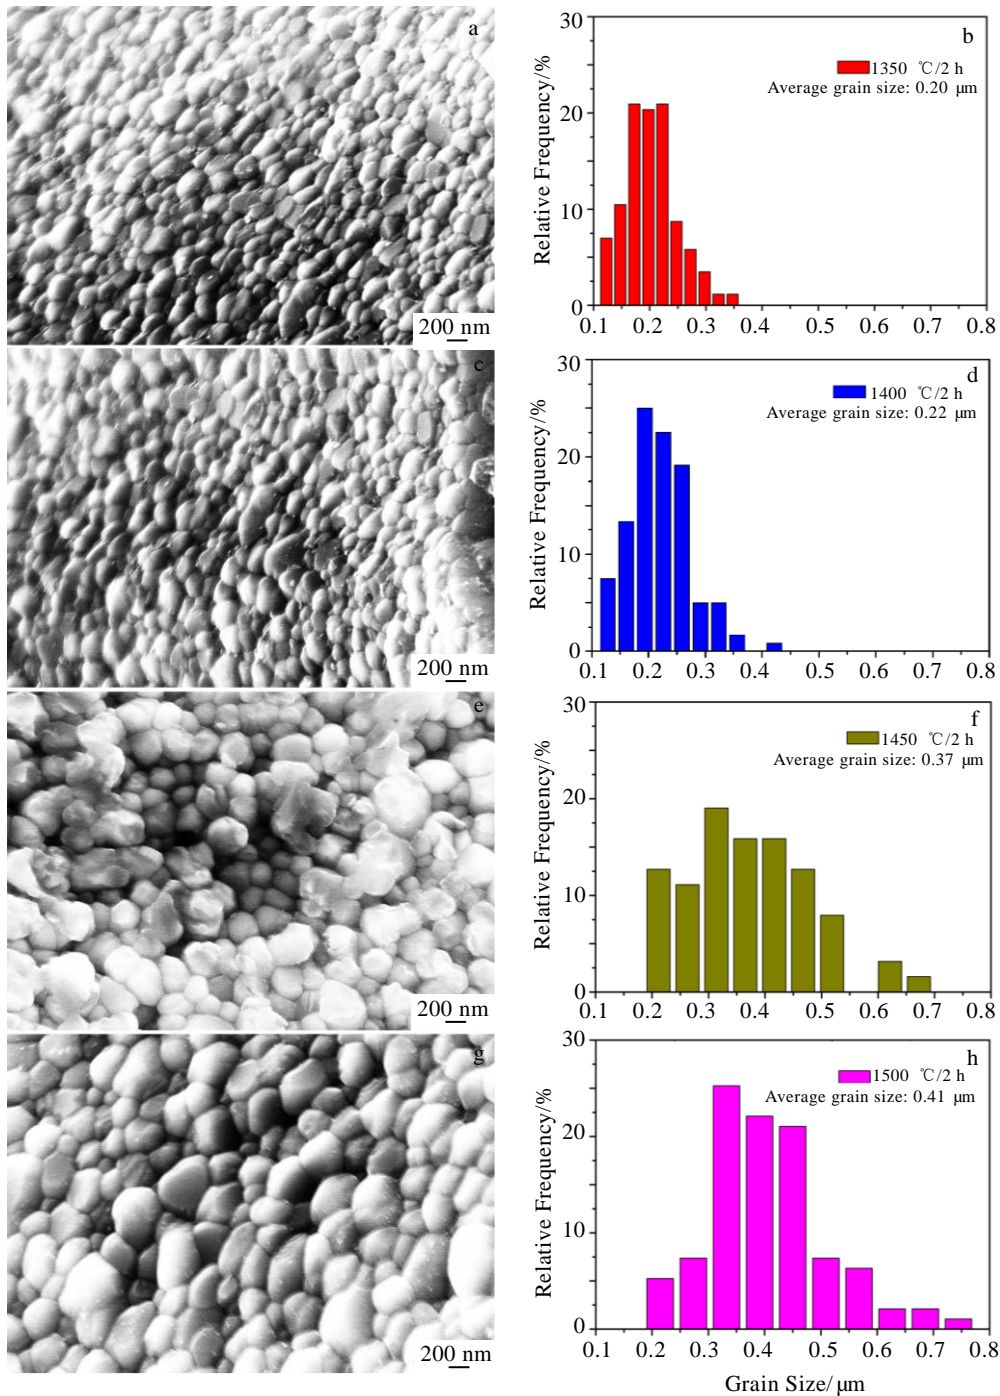 a
200 nm
b
30
20
10
0
Relative Frequency/%
1350 ℃/2 h
Average grain size: 0.20 μm
0.1 0.2 0.3 0.4 0.5 0.6 0.7 0.8
c
200 nm
d
30
20
10
0
Relative Frequency/%
1400 ℃/2 h
Average grain size: 0.22 μm
0.1 0.2 0.3 0.4 0.5 0.6 0.7 0.8
e
200 nm
f
30
20
10
0
Relative Frequency/%
1450 ℃/2 h
Average grain size: 0.37 μm
0.1 0.2 0.3 0.4 0.5 0.6 0.7 0.8
g
200 nm
h
30
20
10
0
Relative Frequency/%
1500 ℃/2 h
Average grain size: 0.41 μm
0.1 0.2 0.3 0.4 0.5 0.6 0.7 0.8
Grain Size/μm